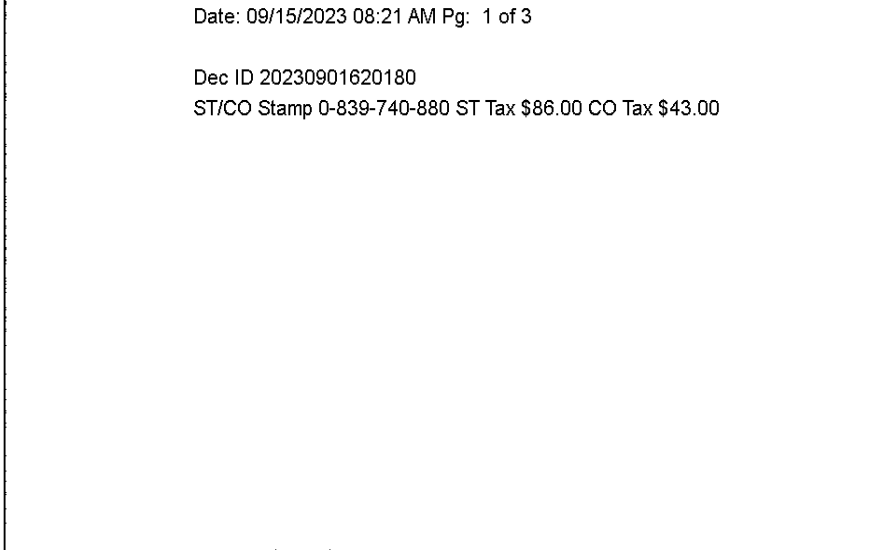 Date: 09/15/2023 08:21 AM Pg: 1 of 3
Dec ID 20230901620180
ST/CO Stamp 0-839-740-880 ST Tax $86.00 CO Tax $43.00